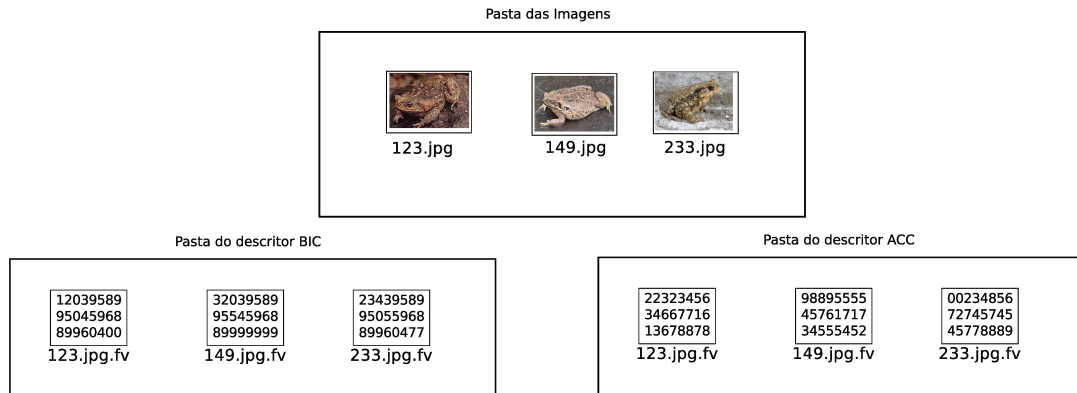 Pasta das Imagens
123.jpg
149.jpg
233.jpg
Pasta do descritor BIC
12039589
95045968
89960400
123.jpg.fv
32039589
95545968
89999999
149.jpg.fv
23439589
95055968
89960477
233.jpg.fv
Pasta do descritor ACC
22323456
34667716
13678878
123.jpg.fv
98895555
45761717
34555452
149.jpg.fv
00234856
72745745
45778889
233.jpg.fv